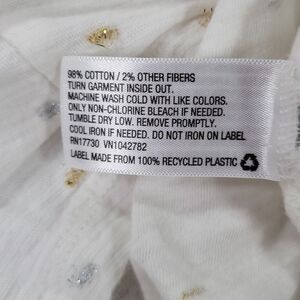 98% COTTON / 2% OTHER FIBERS
TURN GARMENT INSIDE OUT.
MACHINE WASH COLD WITH LIKE COLORS.
ONLY NON-CHLORINE BLEACH IF NEEDED.
TUMBLE DRY LOW. REMOVE PROMPTLY.
COOL IRON IF NEEDED. DO NOT IRON ON LABEL
RN17730 VN1042782
LABEL MADE FROM 100% RECYCLED PLASTIC